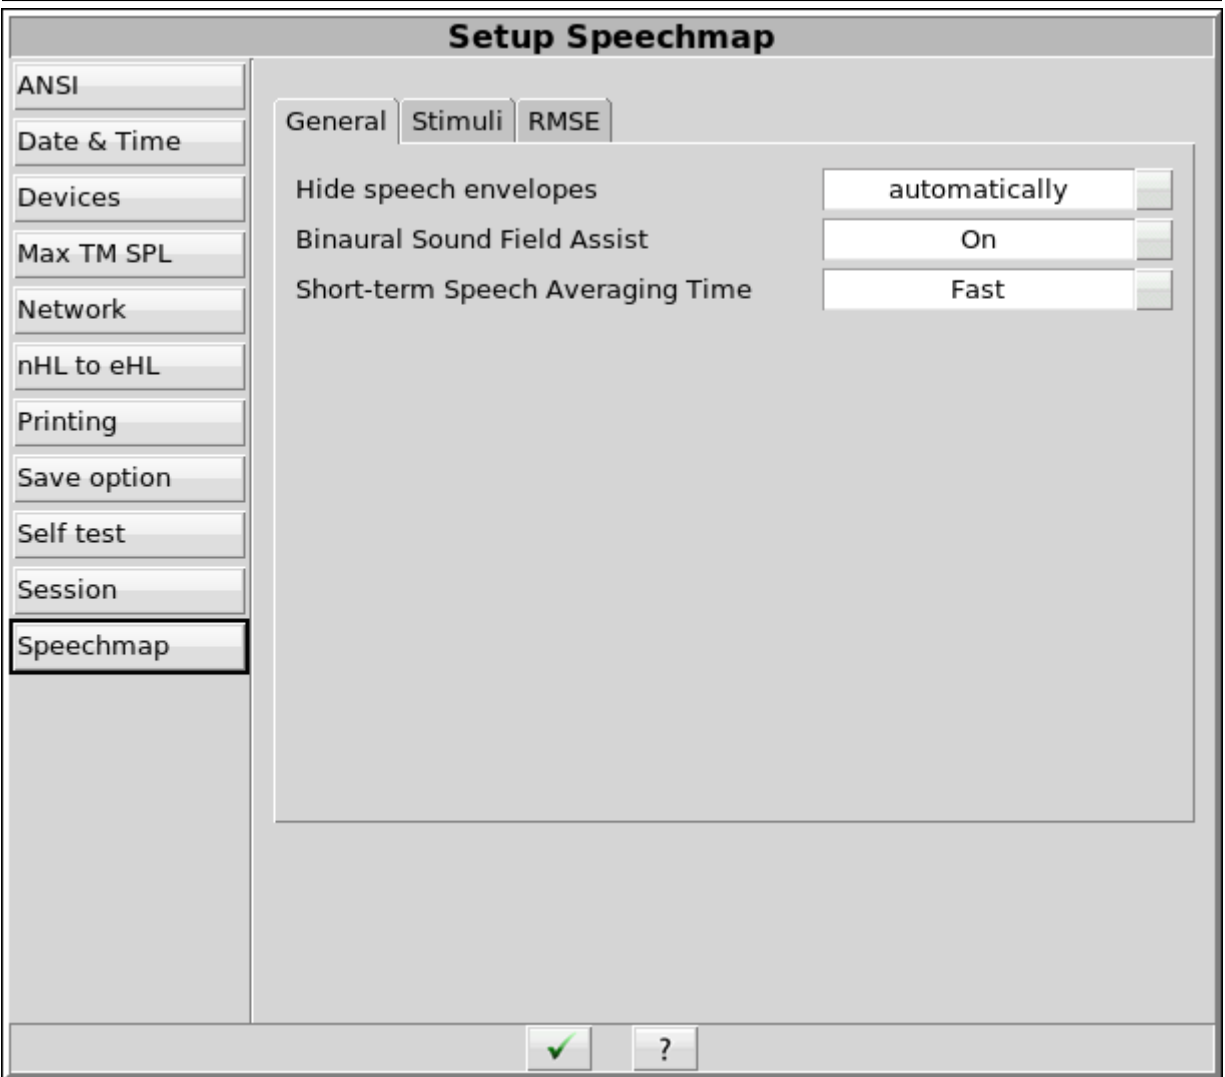 Setup Speechmap
ANSI
Date & Time
Devices
Max TM SPL
Network
nHL to eHL
Printing
Save option
Self test
Session
Speechmap
General Stimuli RMSE
Hide speech envelopes automatically
Binaural Sound Field Assist On
Short-term Speech Averaging Time Fast
?